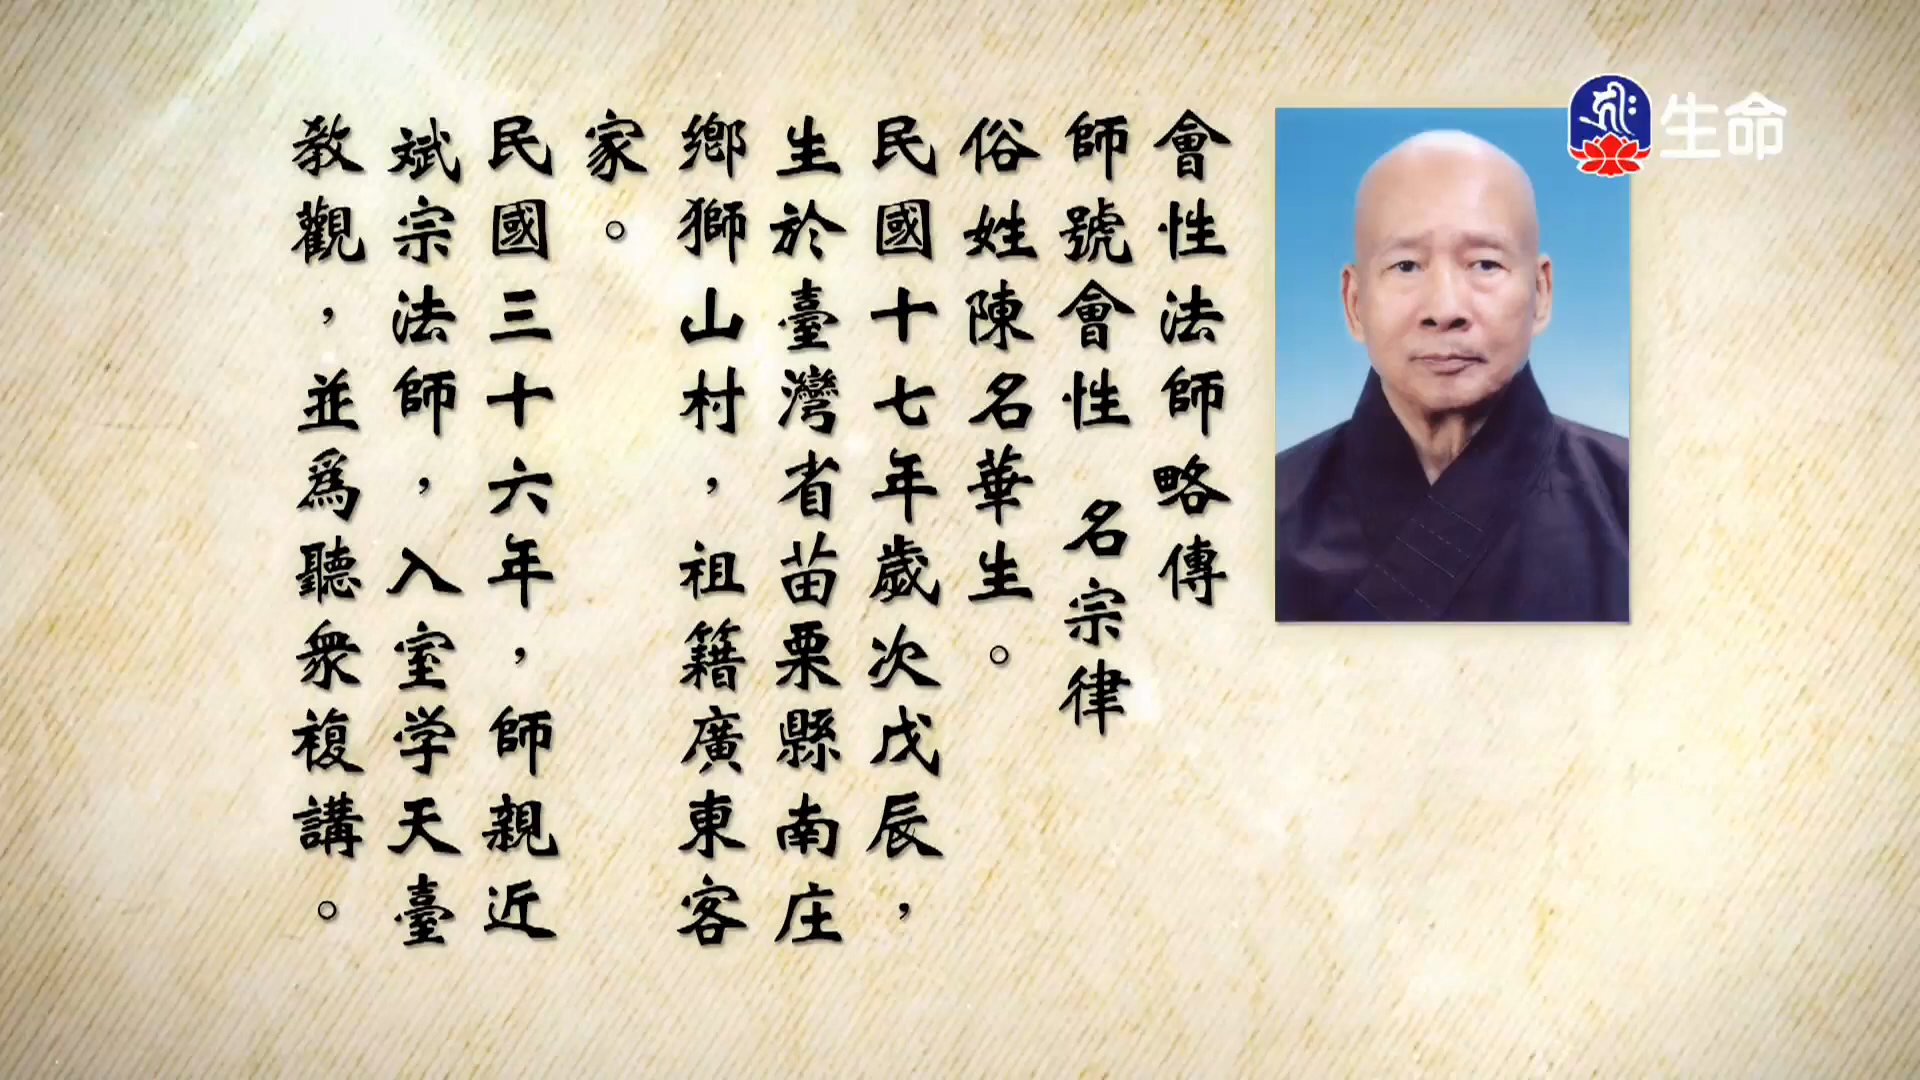 會性法師略傳
師號會性 名宗律
俗姓陳名華生。
民國十七年歲次戊辰,
生於臺灣省苗栗縣南庄
鄉獅山村,祖籍廣東客
家。
民國三十六年,師親近
斌宗法師,入室学天臺
教觀,並爲聽衆複講。
生命